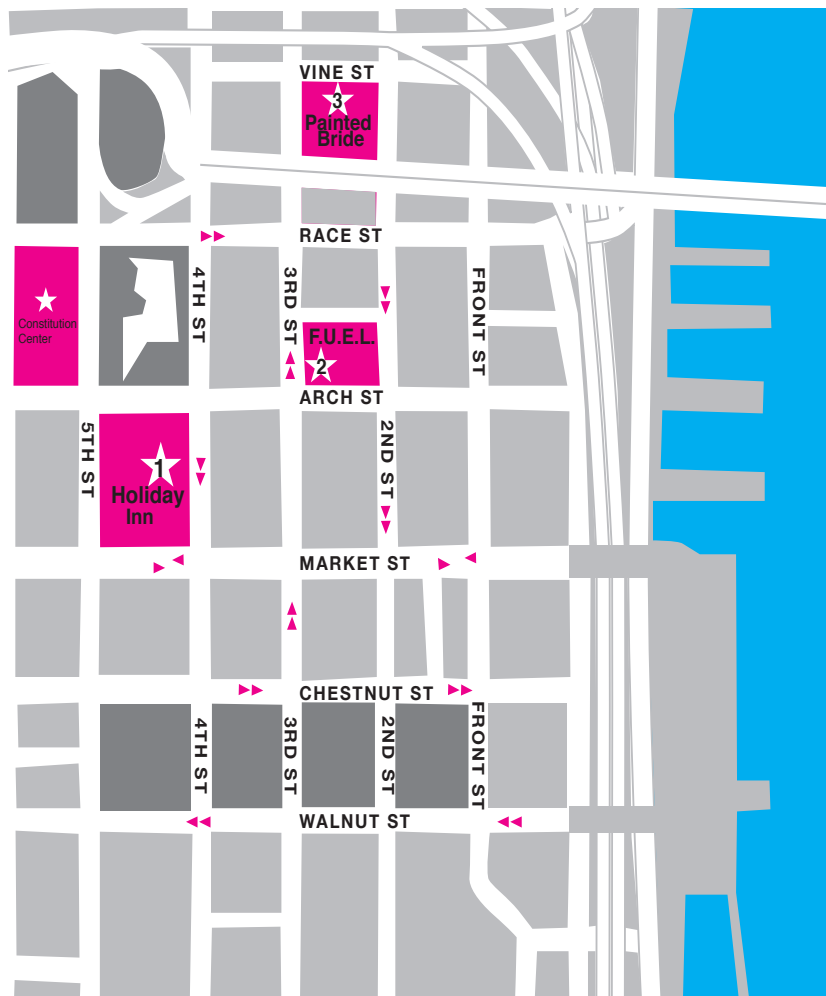 VINE ST
3
Painted
Bride
RACE ST
4TH ST
3RD ST
FRONT ST
Constitution
Center
F.U.E.L.
2
ARCH ST
5TH ST
2ND ST
1
Holiday
Inn
MARKET ST
CHESTNUT ST
4TH ST
3RD ST
2ND ST
FRONT ST
WALNUT ST